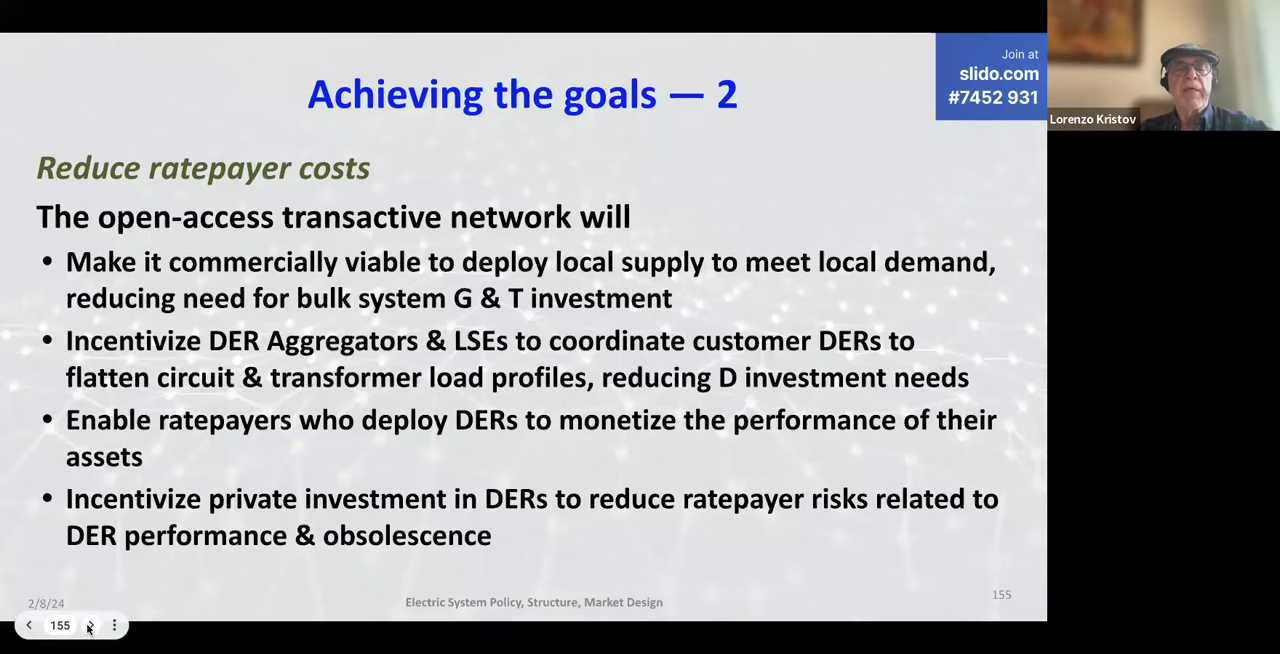 Achieving the goals — 2
Join at
slido.com
#7452 931
Lorenzo Kristov
Reduce ratepayer costs
The open-access transactive network will
• Make it commercially viable to deploy local supply to meet local demand,
reducing need for bulk system G & T investment
• Incentivize DER Aggregators & LSEs to coordinate customer DERs to
flatten circuit & transformer load profiles, reducing D investment needs
• Enable ratepayers who deploy DERs to monetize the performance of their
assets
• Incentivize private investment in DERs to reduce ratepayer risks related to
DER performance & obsolescence
2/8/24
Electric System Policy, Structure, Market Design
155
155